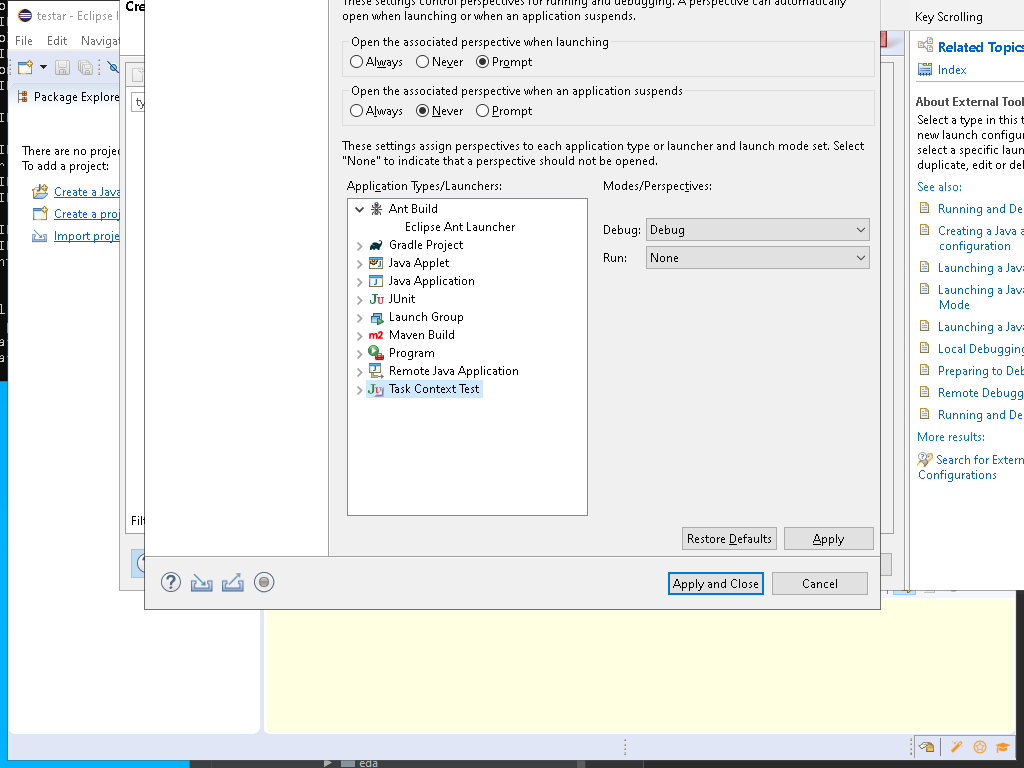 testar - Eclipse
File Edit Navigat
Package Explore
There are no projec
To add a project:
Create a Java
Create a proj
Import proje
Cre
ty
Filt
These settings control perspectives for running and debugging. A perspective can automatically
open when launching or when an application suspends.
Open the associated perspective when launching
Always Never Prompt
Open the associated perspective when an application suspends
Always Never Prompt
These settings assign perspectives to each application type or launcher and launch mode set. Select
"None" to indicate that a perspective should not be opened.
Application Types/Launchers:
Ant Build
Eclipse Ant Launcher
Gradle Project
Java Applet
Java Application
JUnit
Launch Group
Maven Build
Program
Remote Java Application
Task Context Test
Modes/Perspectives:
Debug: Debug
Run: None
Restore Defaults Apply
Apply and Close Cancel
Key Scrolling
Related Topics
Index
About External Tool
Select a type in this t
new launch configur
select a specific laun
duplicate, edit or del
See also:
Running and De
Creating a Java a
configuration
Launching a Java
Launching a Java
Mode
Launching a Java
Local Debugging
Preparing to Deb
Remote Debugg
Running and De
More results:
Search for Extern
Configurations
eda